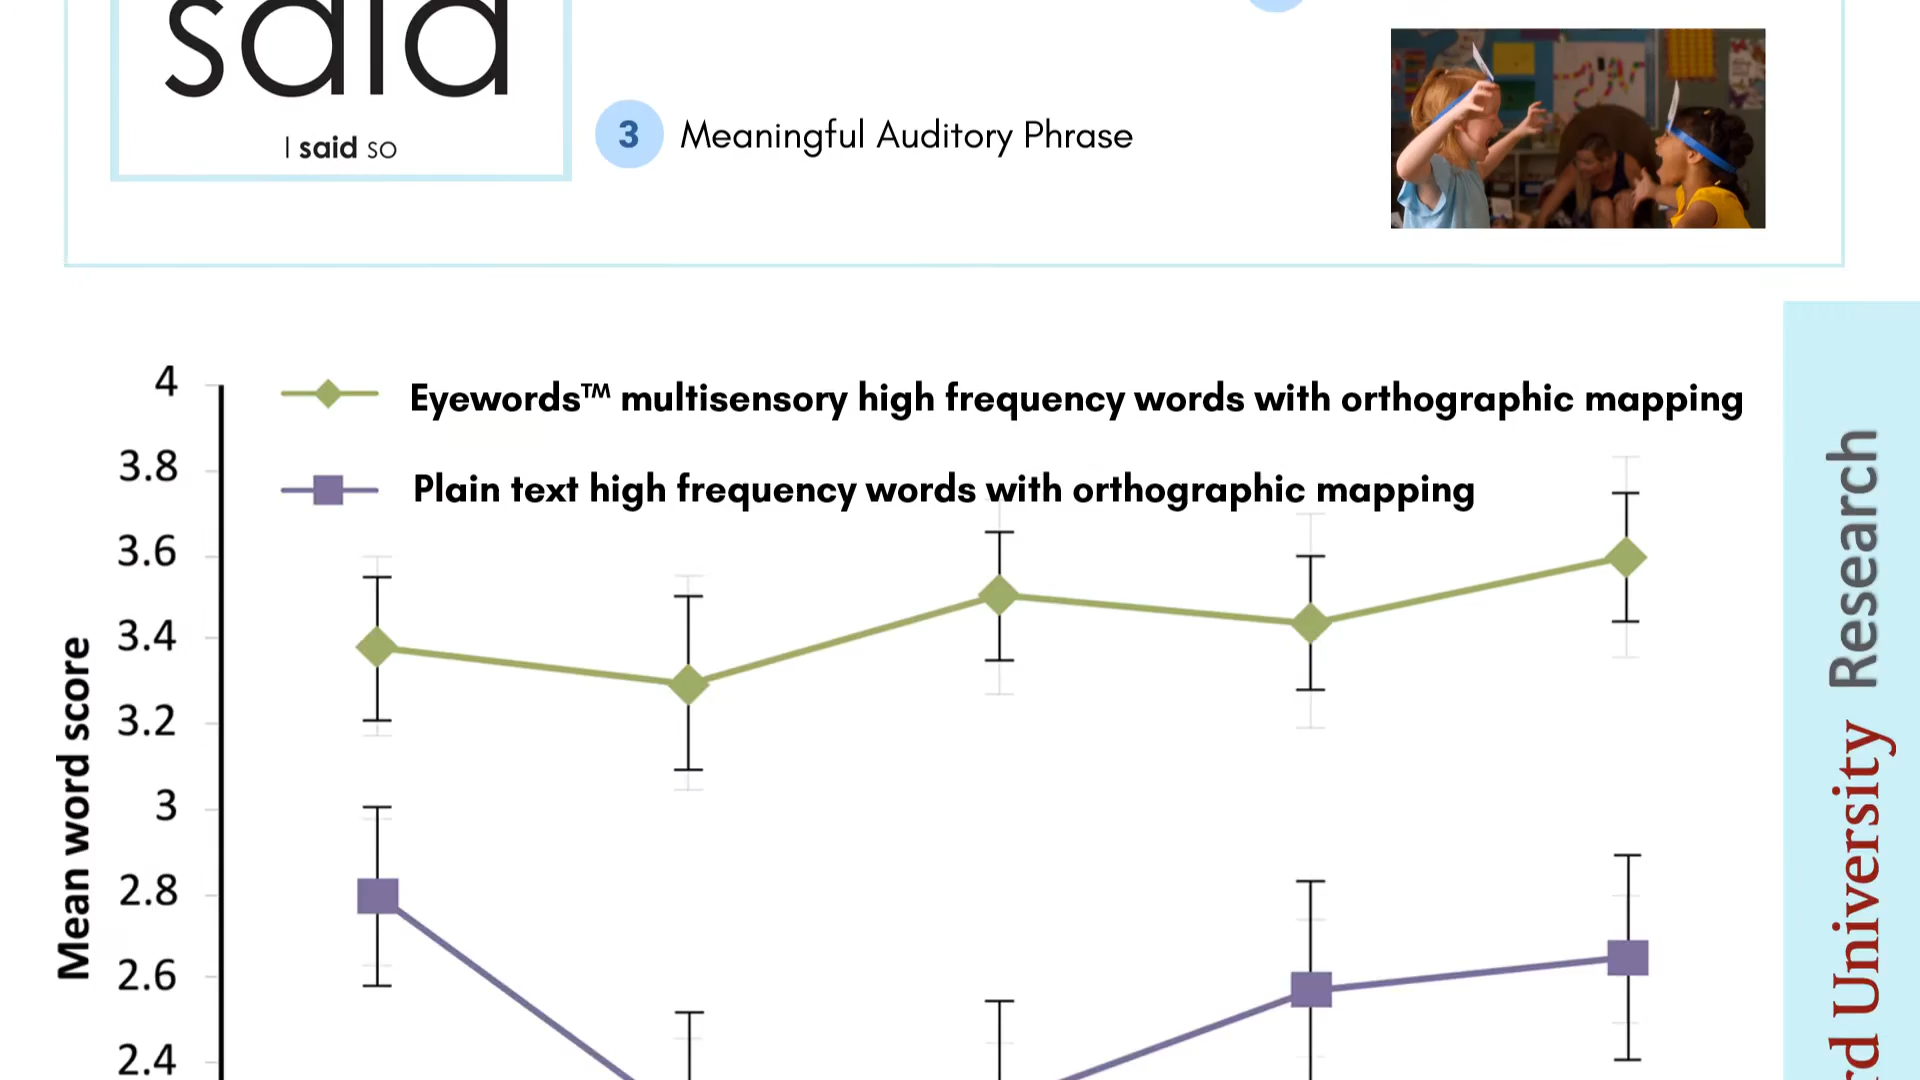 said
I said so
3 Meaningful Auditory Phrase
4
Eyewords™ multisensory high frequency words with orthographic mapping
3.8
Plain text high frequency words with orthographic mapping
3.6
3.4
3.2
3
2.8
2.6
2.4
Mean word score
rd University Research